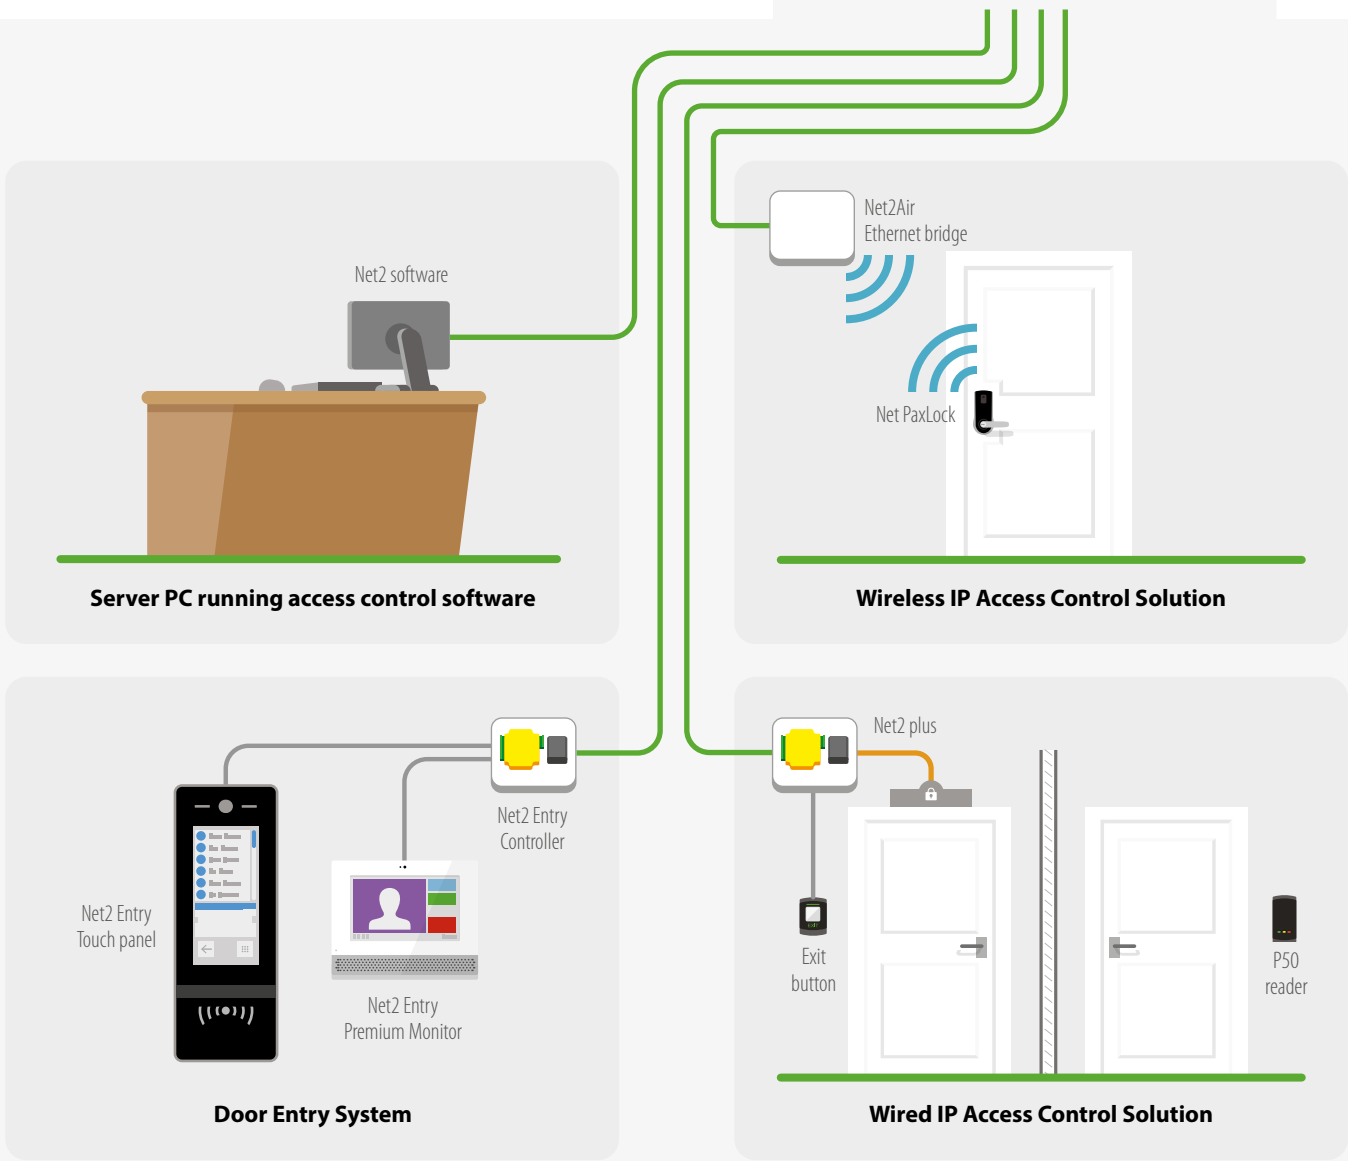 Net2 software
Server PC running access control software
Net2Air
Ethernet bridge
Net PaxLock
Wireless IP Access Control Solution
Net2 Entry
Controller
Net2 Entry
Touch panel
Net2 Entry
Premium Monitor
Door Entry System
Net2 plus
EXIT
Exit
button
P50
reader
Wired IP Access Control Solution